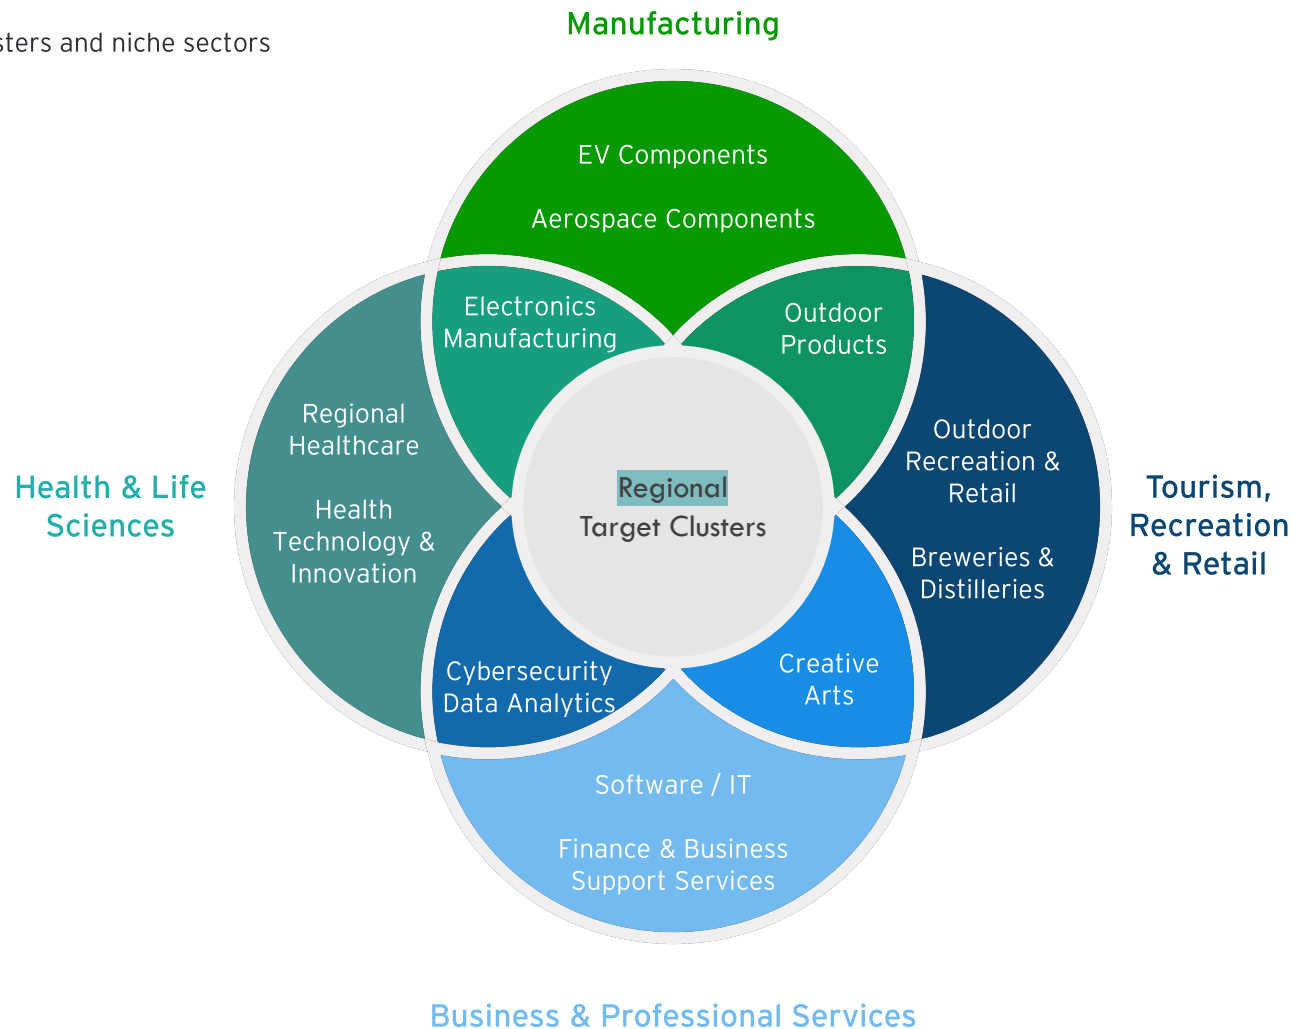 Manufacturing
sters and niche sectors
EV Components
Aerospace Components
Electronics
Manufacturing
Outdoor
Products
Regional
Healthcare
Health
Technology &
Innovation
Health & Life
Sciences
Regional
Target Clusters
Outdoor
Recreation &
Retail
Breweries &
Distilleries
Tourism,
Recreation
& Retail
Cybersecurity
Data Analytics
Creative
Arts
Software / IT
Finance & Business
Support Services
Business & Professional Services